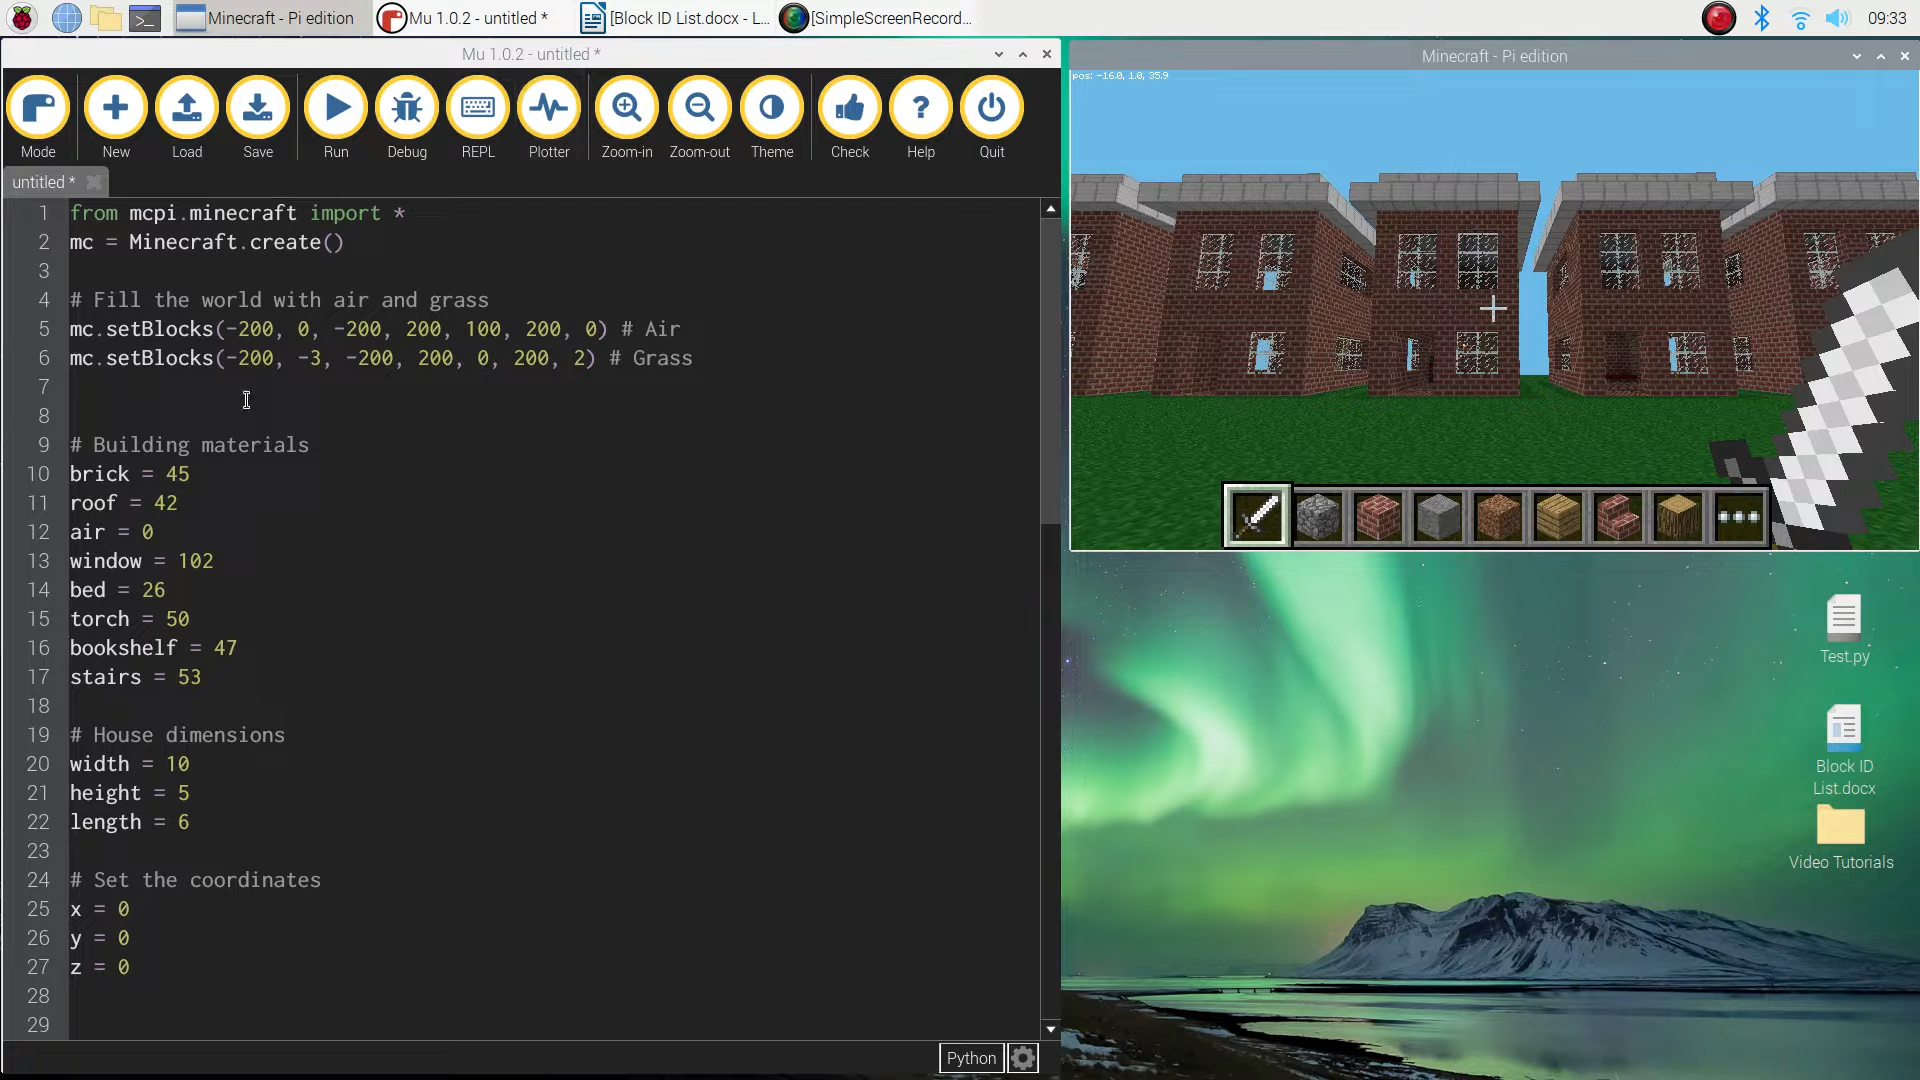 Minecraft - Pi edition
Mu 1.0.2 - untitled *
[Block ID List.docx - L...
[SimpleScreenRecord...
09:33
Mu 1.0.2 - untitled *
Mode
New
Load
Save
Run
Debug
REPL
Plotter
Zoom-in
Zoom-out
Theme
Check
Help
Quit
untitled *
1 from mcpi.minecraft import *
2 mc = Minecraft.create()
3
4 # Fill the world with air and grass
5 mc.setBlocks(-200, 0, -200, 200, 100, 200, 0) # Air
6 mc.setBlocks(-200, -3, -200, 200, 0, 200, 2) # Grass
7
8
9 # Building materials
10 brick = 45
11 roof = 42
12 air = 0
13 window = 102
14 bed = 26
15 torch = 50
16 bookshelf = 47
17 stairs = 53
18
19 # House dimensions
20 width = 10
21 height = 5
22 length = 6
23
24 # Set the coordinates
25 x = 0
26 y = 0
27 z = 0
28
29
Python
Minecraft - Pi edition
pos: -16.0, 1.0, 35.9
Test.py
Block ID
List.docx
Video Tutorials